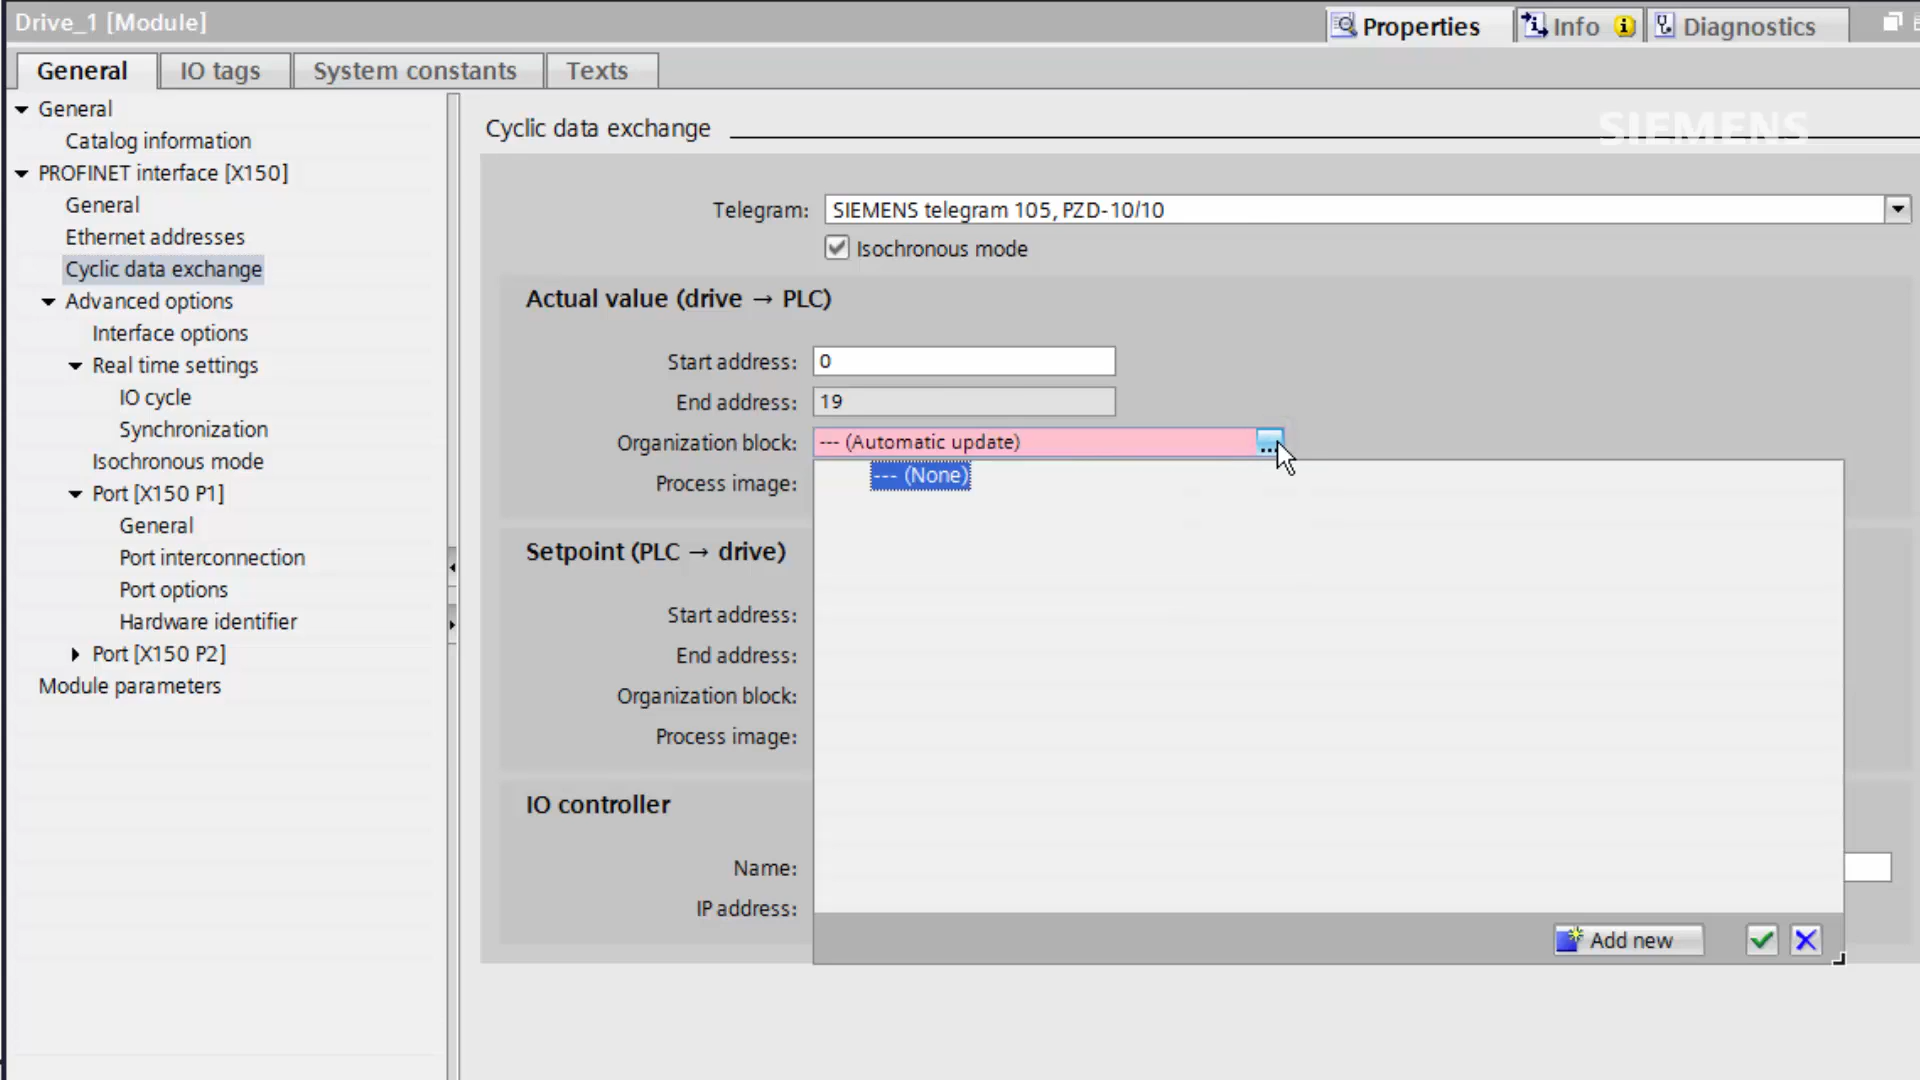 Drive_1 [Module]
Properties
Info
Diagnostics
General
IO tags
System constants
Texts
General
Catalog information
PROFINET interface [X150]
General
Ethernet addresses
Cyclic data exchange
Advanced options
Interface options
Real time settings
IO cycle
Synchronization
Isochronous mode
Port [X150 P1]
General
Port interconnection
Port options
Hardware identifier
Port [X150 P2]
Module parameters
Cyclic data exchange
SIEMENS
Telegram: SIEMENS telegram 105, PZD-10/10
Isochronous mode
Actual value (drive → PLC)
Start address: 0
End address: 19
Organization block: --- (Automatic update)
--- (None)
Process image:
Setpoint (PLC → drive)
Start address:
End address:
Organization block:
Process image:
IO controller
Name:
IP address:
Add new